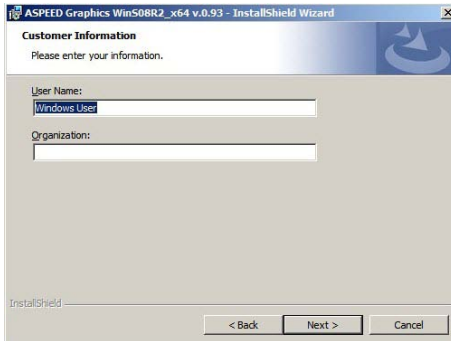 ASPEED Graphics WinS08R2_x64 v.0.93 - InstallShield Wizard
Customer Information
Please enter your information.
User Name:
Windows User
Organization:
InstallShield
< Back Next > Cancel